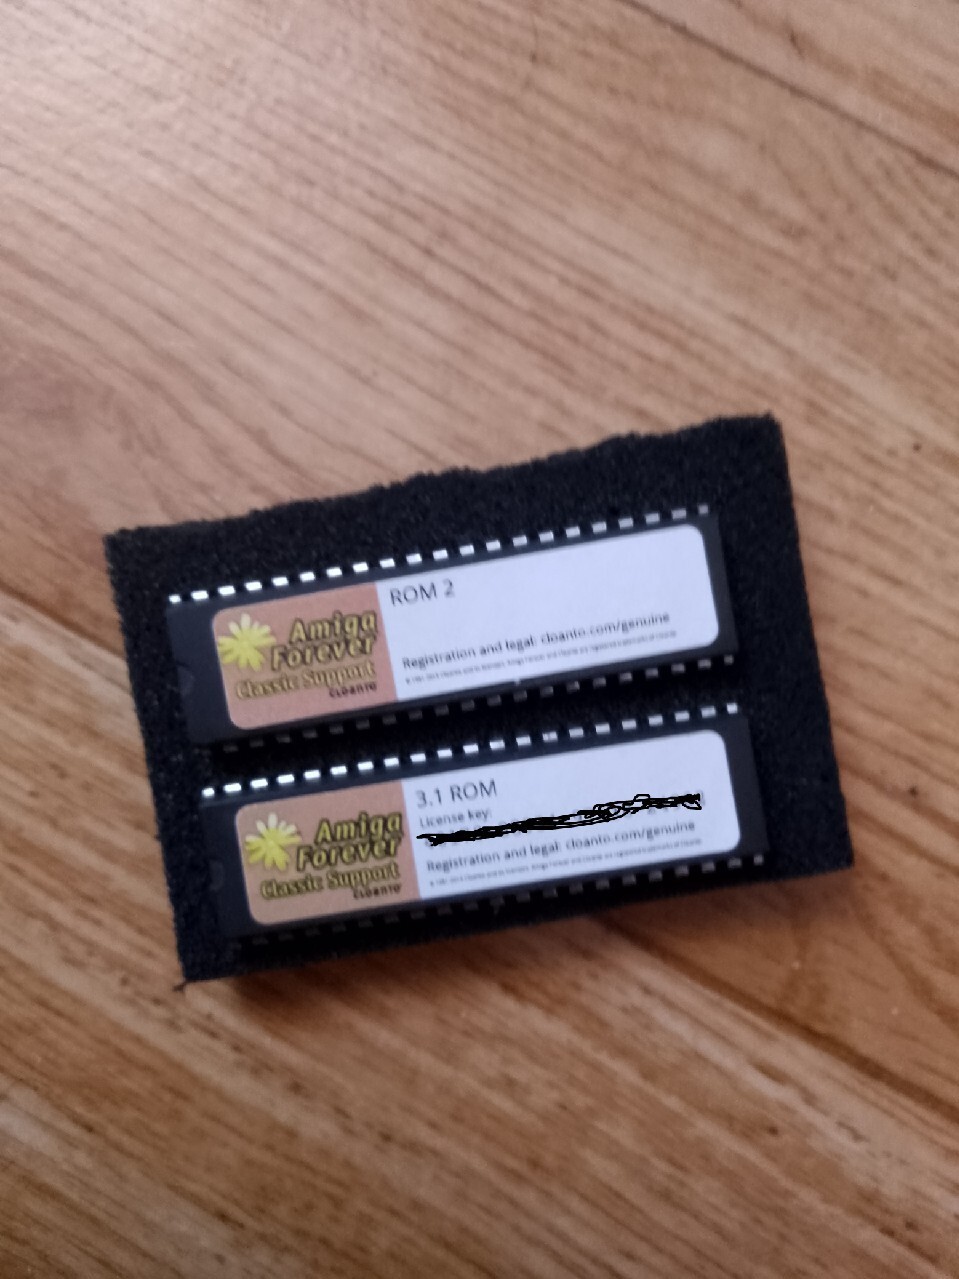 ROM 2
Amiga
Forever
Classic Support
CLOANTO
Registration and legal: cloanto.com/genuine
3.1 ROM
License key:
Amiga
Forever
Classic Support
CLOANTO
Registration and legal: cloanto.com/genuine